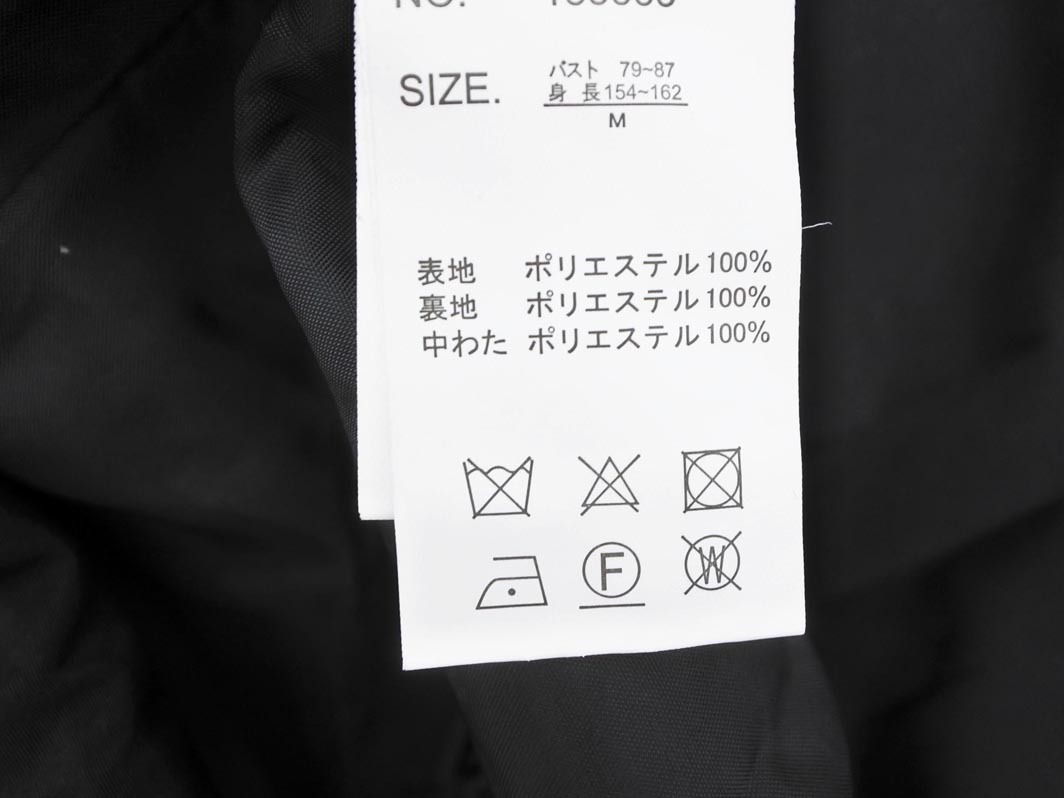 NO.
SIZE. バスト 79~87
身 長154~162
M
表地 ポリエステル100%
裏地 ポリエステル100%
中わた ポリエステル100%
F
W